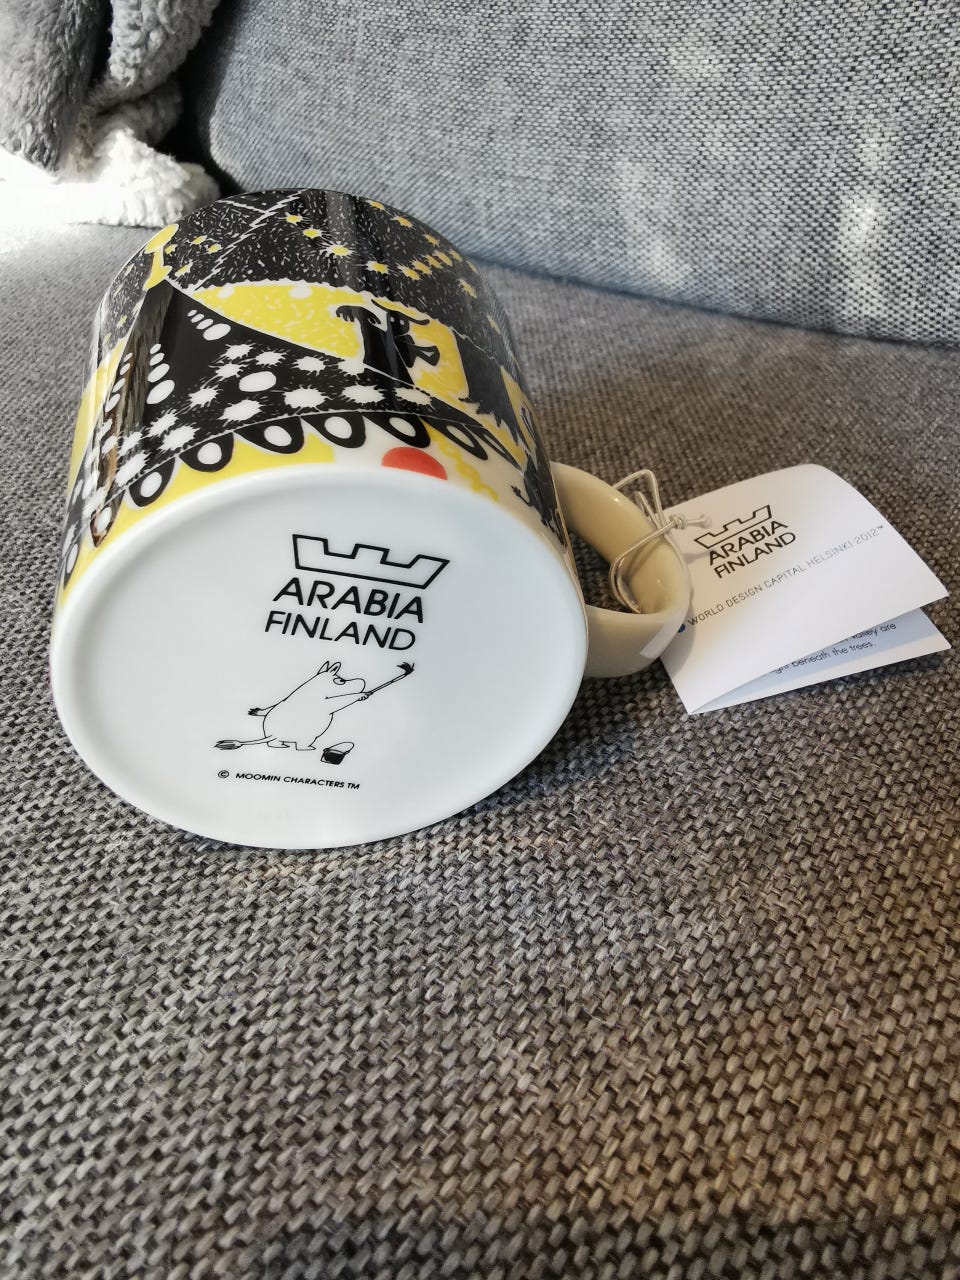 ARABIA
FINLAND
© MOOMIN CHARACTERS TM
ARABIA
FINLAND
WORLD DESIGN CAPITAL HELSINKI 2012™
valley are
beneath the trees.